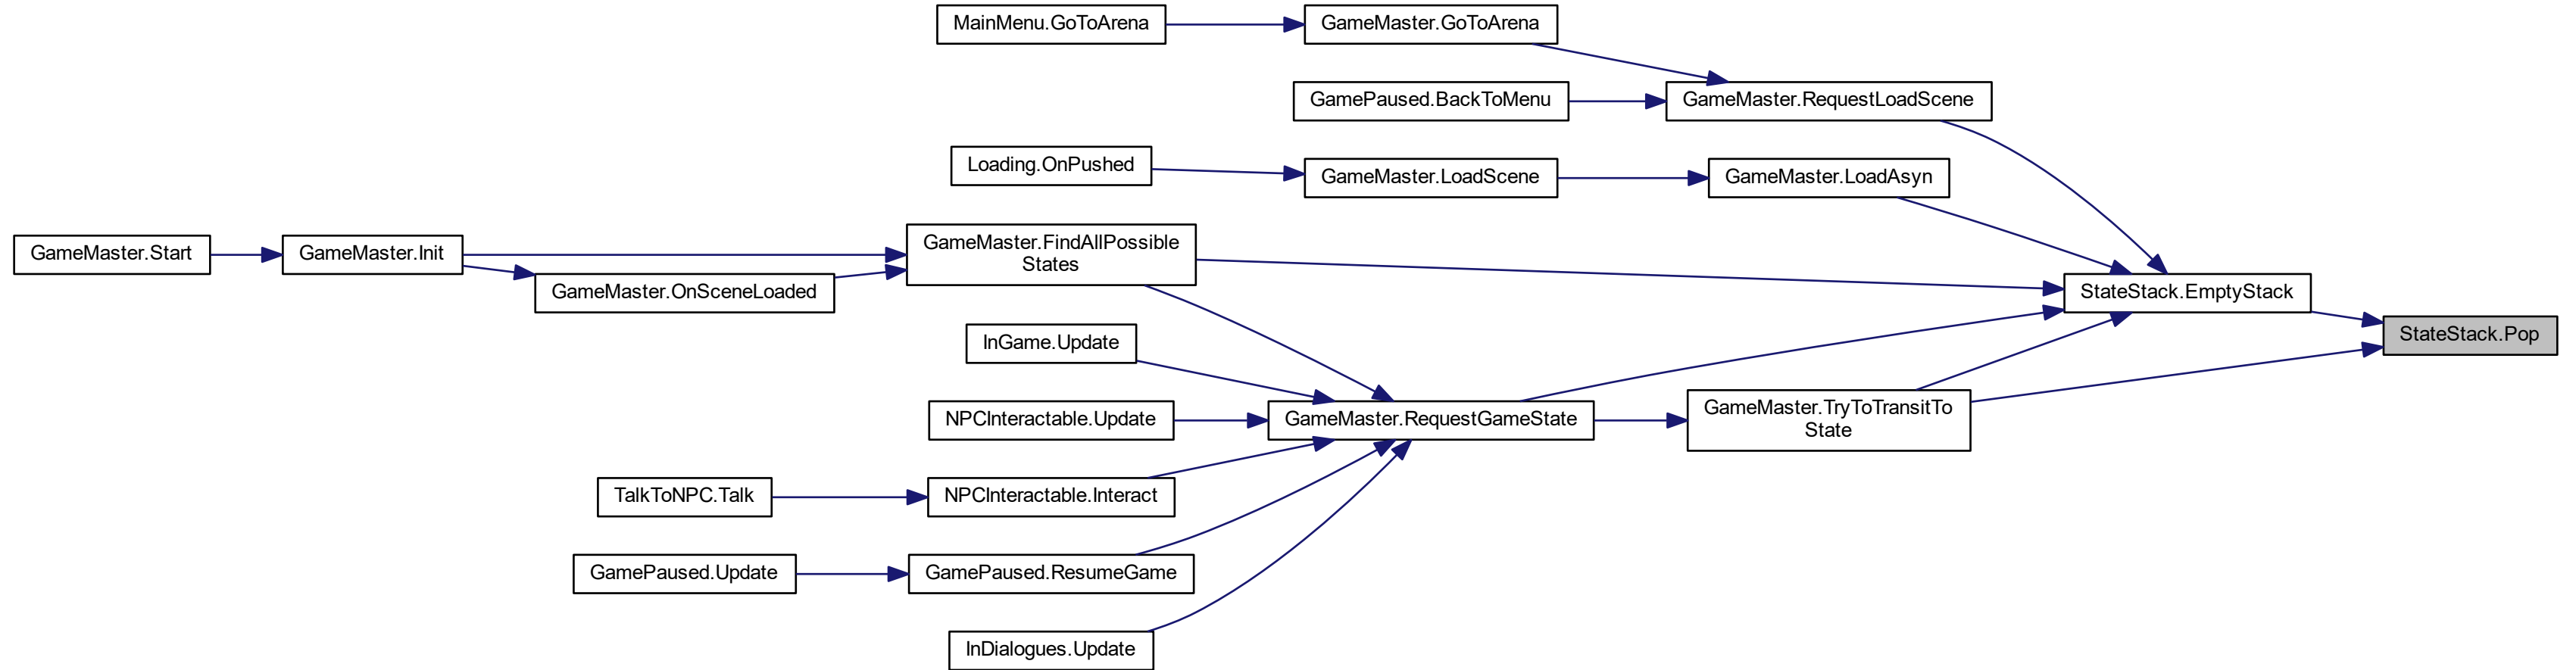 MainMenu.GoToArena
GameMaster.GoToArena
GamePaused.BackToMenu
GameMaster.RequestLoadScene
Loading.OnPushed
GameMaster.LoadScene
GameMaster.LoadAsyn
GameMaster.Start
GameMaster.Init
GameMaster.FindAllPossible
States
GameMaster.OnSceneLoaded
StateStack.EmptyStack
StateStack.Pop
InGame.Update
NPCInteractable.Update
GameMaster.RequestGameState
GameMaster.TryToTransitTo
State
TalkToNPC.Talk
NPCInteractable.Interact
GamePaused.Update
GamePaused.ResumeGame
InDialogues.Update